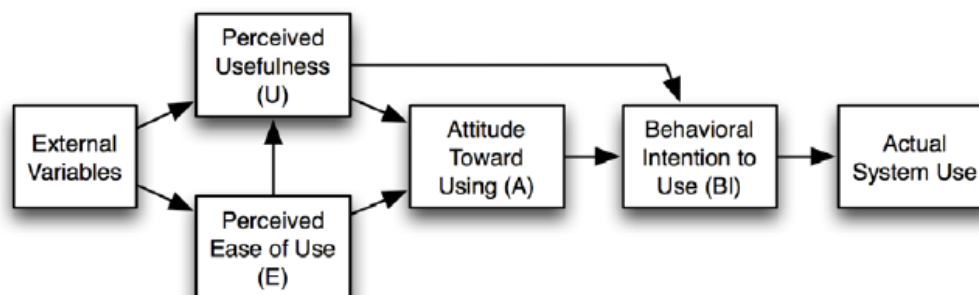 External
Variables
Perceived
Usefulness
(U)
Perceived
Ease of Use
(E)
Attitude
Toward
Using (A)
Behavioral
Intention to
Use (BI)
Actual
System Use